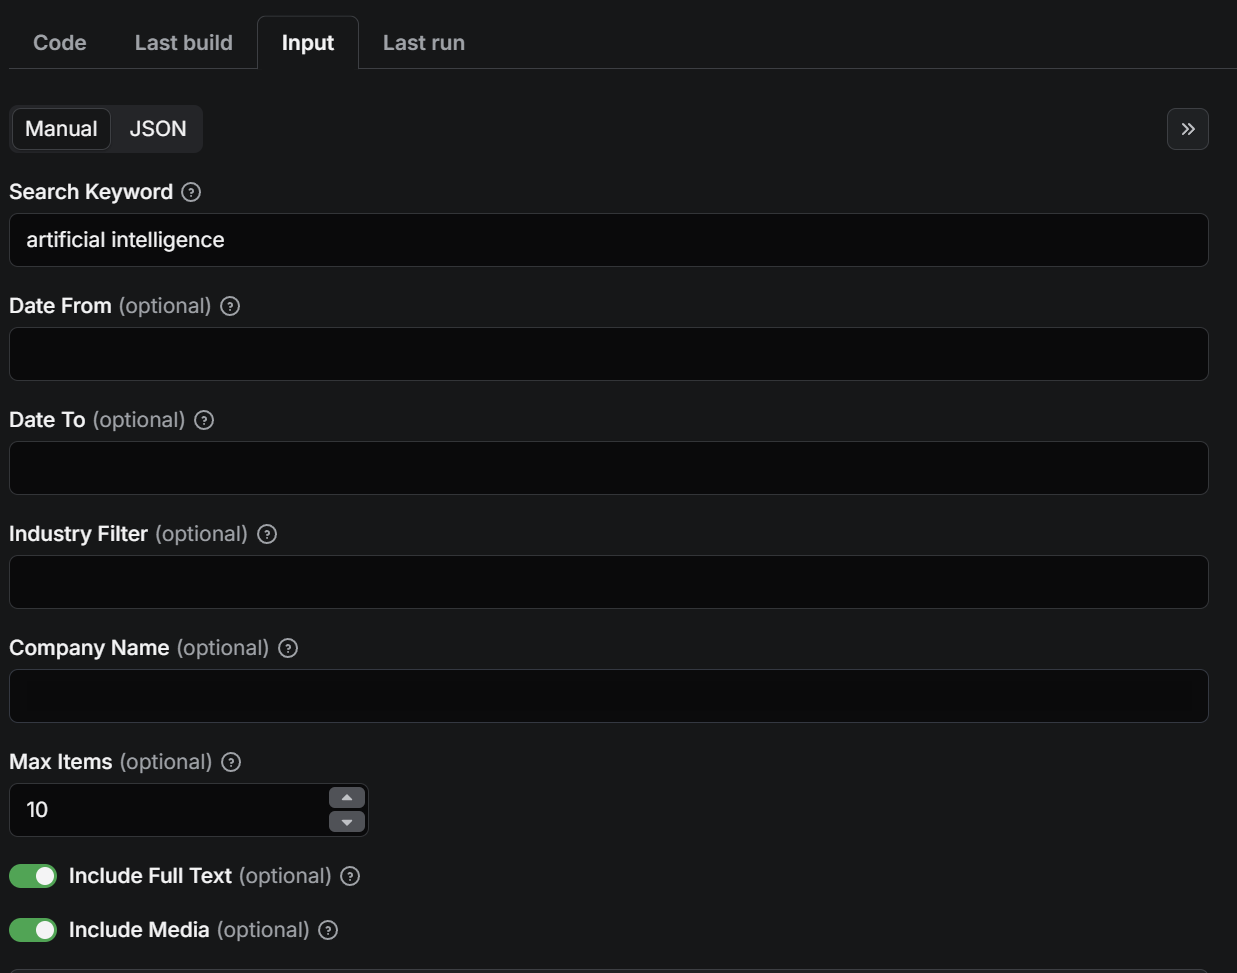 Code Last build Input Last run
Manual JSON
Search Keyword ?
artificial intelligence
Date From (optional) ?
Date To (optional) ?
Industry Filter (optional) ?
Company Name (optional) ?
Max Items (optional) ?
10
Include Full Text (optional) ?
Include Media (optional) ?